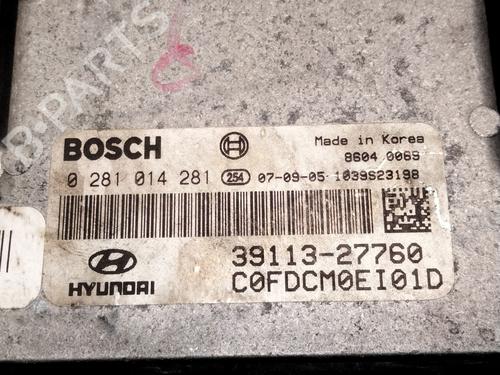 B-PARTS
BOSCH
Made in Korea
8604 0069
0 281 014 281 254 07-09-05 1039S23198
39113-27760
HYUNDAI
C0FDCM0EI01D